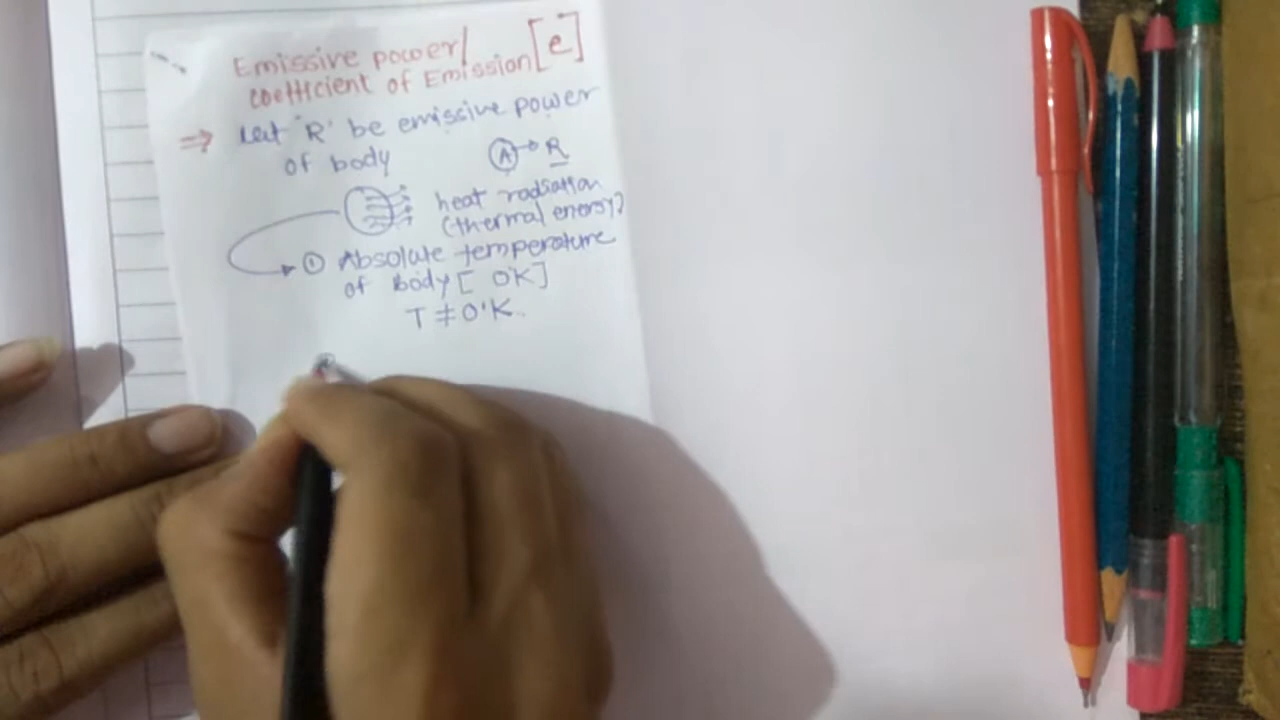 Emissive power/
coefficient of Emission [e]
⇒ Let "R" be emissive power
of body
A → R
heat radiation
(thermal energy)
① Absolute temperature
of body [ 0°K]
T ≠ 0°K.